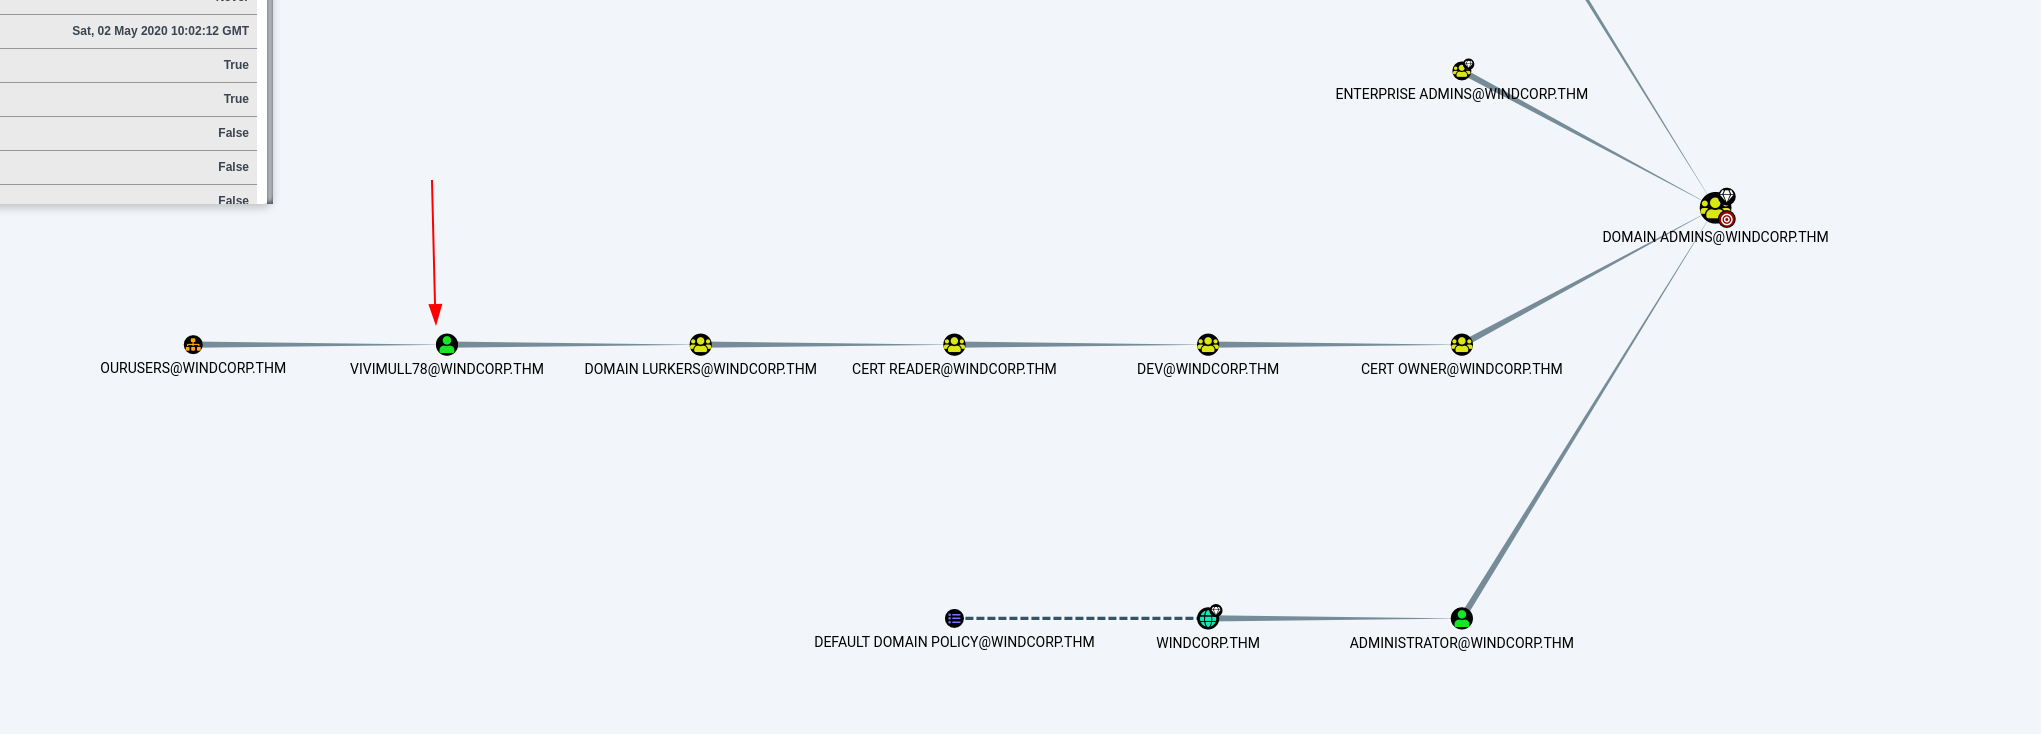 Never
Sat, 02 May 2020 10:02:12 GMT
True
True
False
False
False
ENTERPRISE ADMINS@WINDCORP.THM
DOMAIN ADMINS@WINDCORP.THM
OURUSERS@WINDCORP.THM
VIVIMULL78@WINDCORP.THM
DOMAIN LURKERS@WINDCORP.THM
CERT READER@WINDCORP.THM
DEV@WINDCORP.THM
CERT OWNER@WINDCORP.THM
DEFAULT DOMAIN POLICY@WINDCORP.THM
WINDCORP.THM
ADMINISTRATOR@WINDCORP.THM